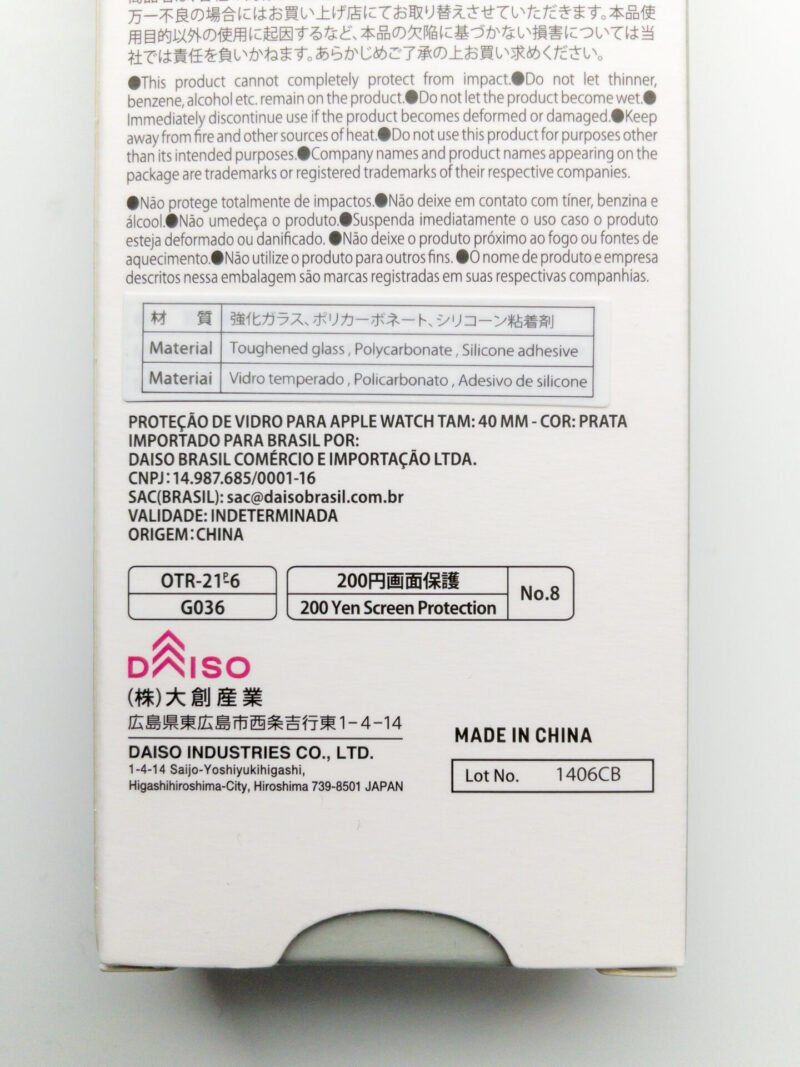 万一不良の場合にはお買い上げ店にてお取り替えさせていただきます。本品使
用目的以外の使用に起因するなど、本品の欠陥に基づかない損害については当
社では責任を負いかねます。あらかじめご了承の上お買い求めください。
●This product cannot completely protect from impact.●Do not let thinner,
benzene, alcohol etc. remain on the product.●Do not let the product become wet.●
Immediately discontinue use if the product becomes deformed or damaged.●Keep
away from fire and other sources of heat.●Do not use this product for purposes other
than its intended purposes.●Company names and product names appearing on the
package are trademarks or registered trademarks of their respective companies.
●Não protege totalmente de impactos.●Não deixe em contato com tíner, benzina e
álcool.●Não umedeça o produto.●Suspenda imediatamente o uso caso o produto
esteja deformado ou danificado. ●Não deixe o produto próximo ao fogo ou fontes de
aquecimento.●Não utilize o produto para outros fins. ●O nome de produto e empresa
descritos nessa embalagem são marcas registradas em suas respectivas companhias.
材 質 強化ガラス、ポリカーボネート、シリコーン粘着剤
Material Toughened glass , Polycarbonate , Silicone adhesive
Materiai Vidro temperado , Policarbonato , Adesivo de silicone
PROTEÇÃO DE VIDRO PARA APPLE WATCH TAM: 40 MM - COR: PRATA
IMPORTADO PARA BRASIL POR:
DAISO BRASIL COMÉRCIO E IMPORTAÇÃO LTDA.
CNPJ: 14.987.685/0001-16
SAC(BRASIL): sac@daisobrasil.com.br
VALIDADE: INDETERMINADA
ORIGEM: CHINA
OTR-21P6
G036
200円画面保護
200 Yen Screen Protection
No.8
DAISO
(株)大創産業
広島県東広島市西条吉行東1-4-14
DAISO INDUSTRIES CO., LTD.
1-4-14 Saijo-Yoshiyukihigashi,
Higashihiroshima-City, Hiroshima 739-8501 JAPAN
MADE IN CHINA
Lot No. 1406CB